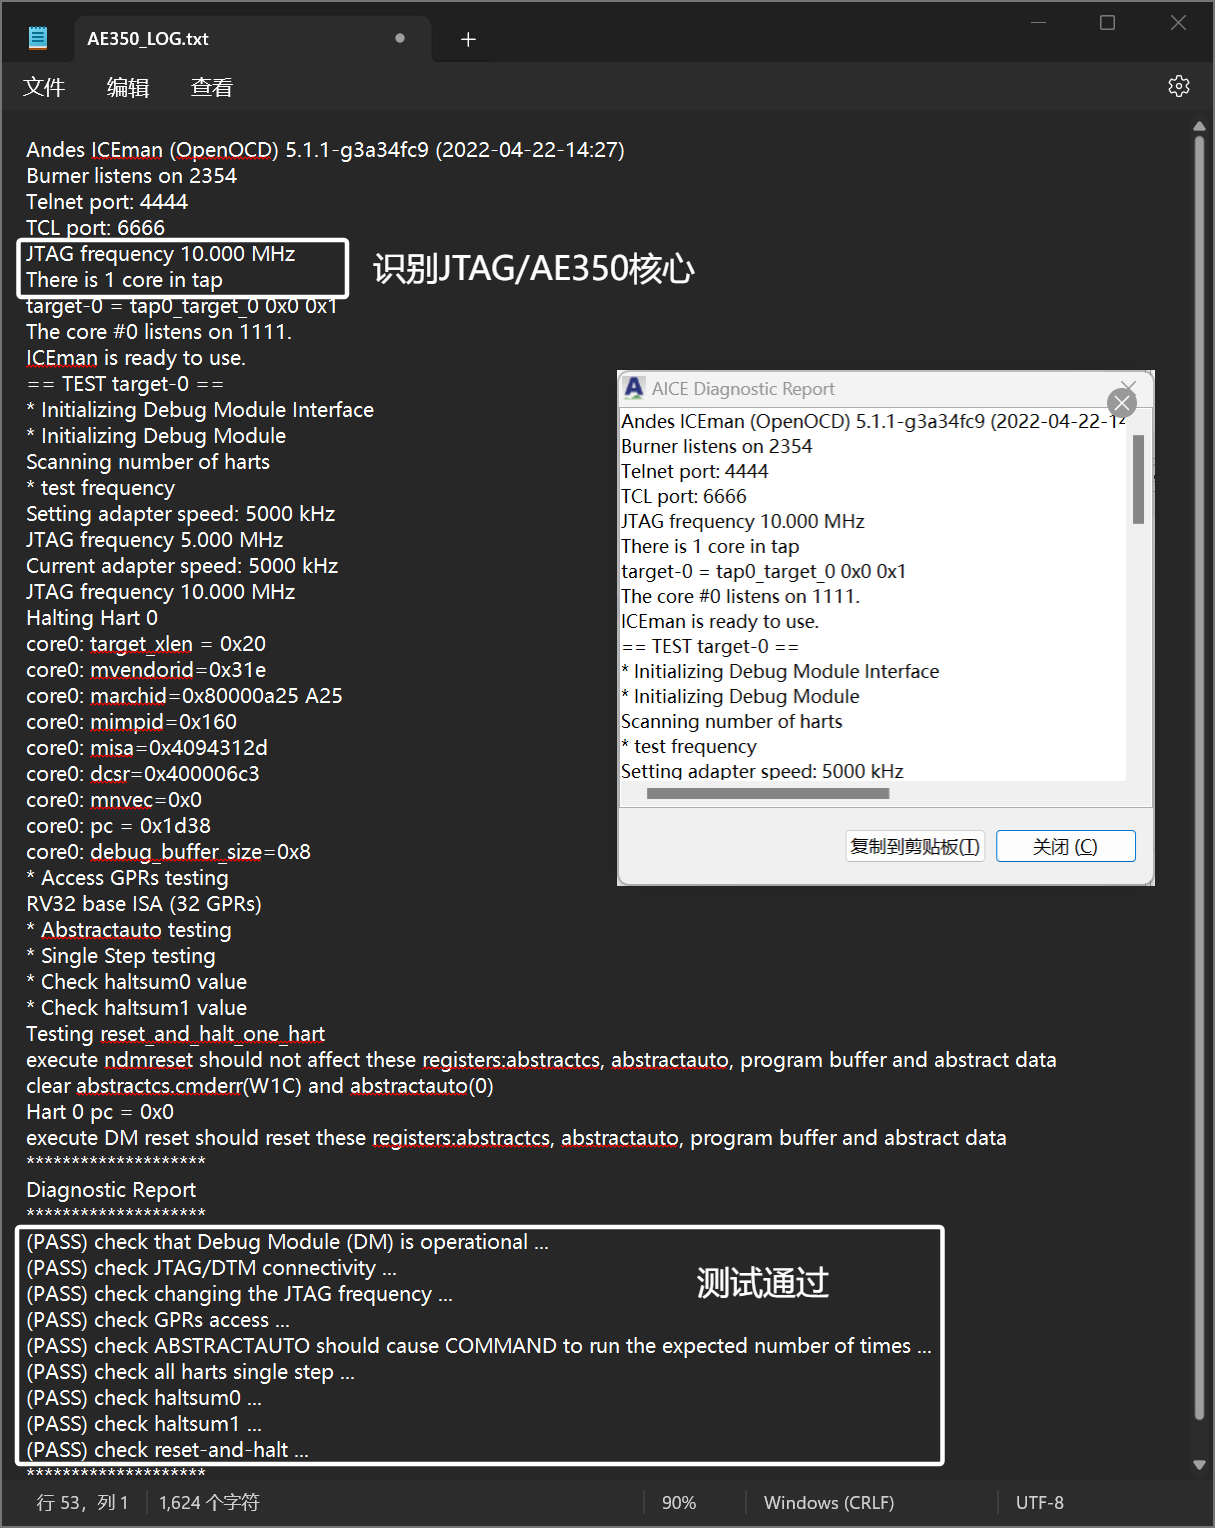 AE350_LOG.txt
文件 编辑 查看
Andes ICEman (OpenOCD) 5.1.1-g3a34fc9 (2022-04-22-14:27)
Burner listens on 2354
Telnet port: 4444
TCL port: 6666
JTAG frequency 10.000 MHz
There is 1 core in tap
识别JTAG/AE350核心
target-0 = tap0_target_0 0x0 0x1
The core #0 listens on 1111.
ICEman is ready to use.
== TEST target-0 ==
* Initializing Debug Module Interface
* Initializing Debug Module
Scanning number of harts
* test frequency
Setting adapter speed: 5000 kHz
JTAG frequency 5.000 MHz
Current adapter speed: 5000 kHz
JTAG frequency 10.000 MHz
Halting Hart 0
core0: target_xlen = 0x20
core0: mvendorid=0x31e
core0: marchid=0x80000a25 A25
core0: mimpid=0x160
core0: misa=0x4094312d
core0: dcsr=0x400006c3
core0: mnvec=0x0
core0: pc = 0x1d38
core0: debug_buffer_size=0x8
* Access GPRs testing
RV32 base ISA (32 GPRs)
* Abstractauto testing
* Single Step testing
* Check haltsum0 value
* Check haltsum1 value
Testing reset_and_halt_one_hart
execute ndmreset should not affect these registers:abstractcs, abstractauto, program buffer and abstract data
clear abstractcs.cmderr(W1C) and abstractauto(0)
Hart 0 pc = 0x0
execute DM reset should reset these registers:abstractcs, abstractauto, program buffer and abstract data
********************
Diagnostic Report
********************
(PASS) check that Debug Module (DM) is operational ...
(PASS) check JTAG/DTM connectivity ...
(PASS) check changing the JTAG frequency ...
(PASS) check GPRs access ...
(PASS) check ABSTRACTAUTO should cause COMMAND to run the expected number of times ...
(PASS) check all harts single step ...
(PASS) check haltsum0 ...
(PASS) check haltsum1 ...
(PASS) check reset-and-halt ...
********************
测试通过
AICE Diagnostic Report
Andes ICEman (OpenOCD) 5.1.1-g3a34fc9 (2022-04-22-14
Burner listens on 2354
Telnet port: 4444
TCL port: 6666
JTAG frequency 10.000 MHz
There is 1 core in tap
target-0 = tap0_target_0 0x0 0x1
The core #0 listens on 1111.
ICEman is ready to use.
== TEST target-0 ==
* Initializing Debug Module Interface
* Initializing Debug Module
Scanning number of harts
* test frequency
Setting adapter speed: 5000 kHz
复制到剪贴板(T) 关闭 (C)
行 53，列 1 1,624 个字符 90% Windows (CRLF) UTF-8